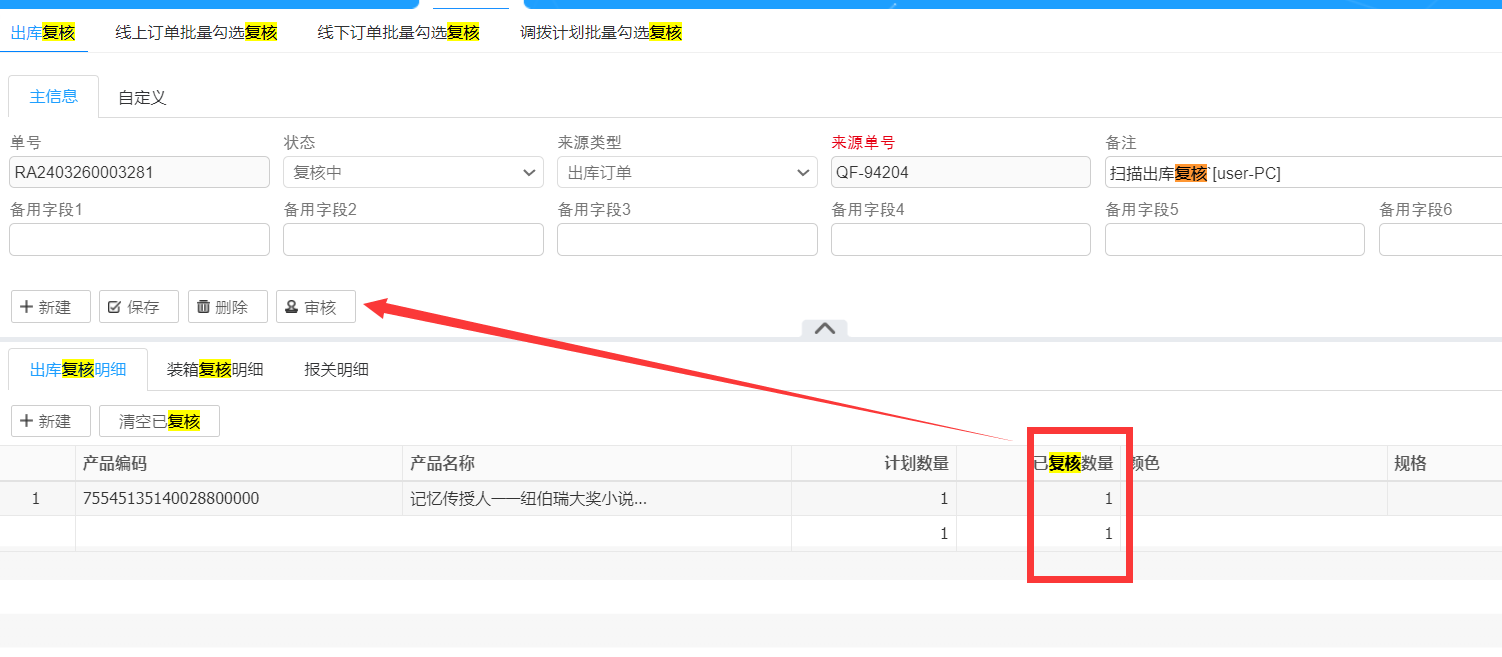 出库复核 线上订单批量勾选复核 线下订单批量勾选复核 调拨计划批量勾选复核
主信息 自定义
单号 状态 来源类型 来源单号 备注
RA2403260003281 复核中 出库订单 QF-94204 扫描出库复核`[user-PC]
备用字段1 备用字段2 备用字段3 备用字段4 备用字段5 备用字段6
新建 保存 删除 审核
出库复核明细 装箱复核明细 报关明细
新建 清空已复核
产品编码 产品名称 计划数量 已复核数量 颜色 规格
1 75545135140028800000 记忆传授人——纽伯瑞大奖小说... 1 1
1 1